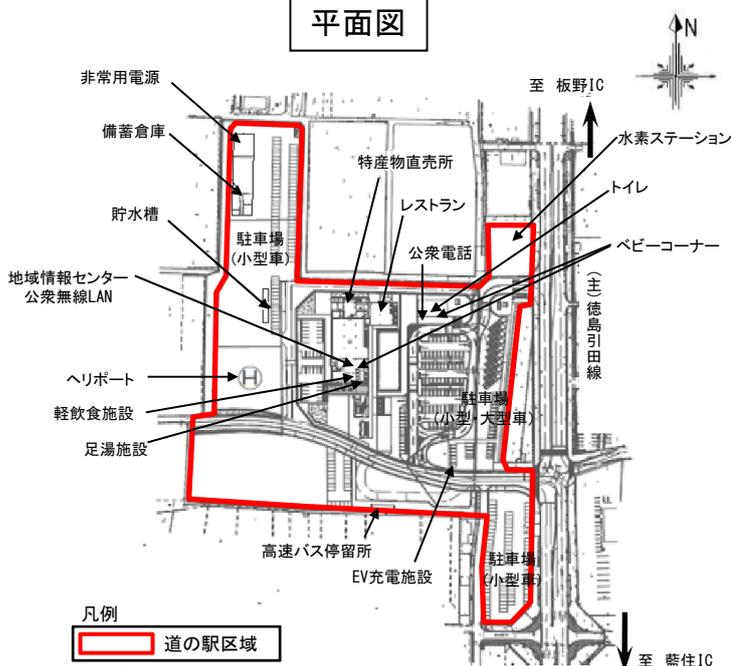 平面図
N
至 板野IC
非常用電源
備蓄倉庫
貯水槽
地域情報センター
公衆無線LAN
ヘリポート
軽飲食施設
足湯施設
駐車場
(小型車)
特産物直売所
レストラン
公衆電話
水素ステーション
トイレ
ベビーコーナー
(主)徳島引田線
H
駐車場
(小型・大型車)
高速バス停留所
EV充電施設
駐車場
(小型車)
凡例
道の駅区域
至 藍住IC